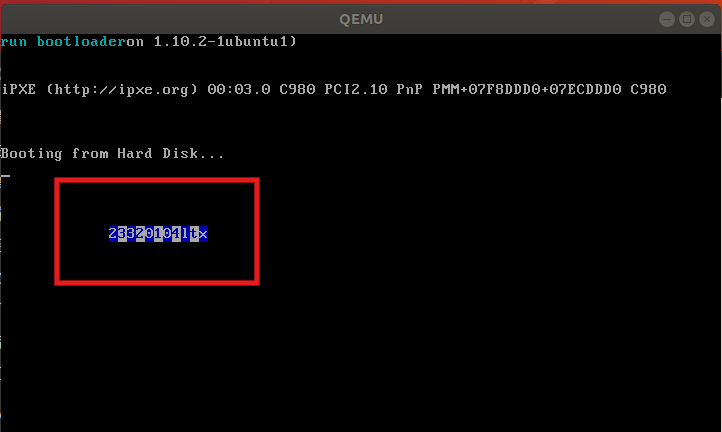 QEMU
run bootloaderon 1.10.2-1ubuntu1)
iPXE (http://ipxe.org) 00:03.0 C980 PCI2.10 PnP PMM+07F8DDD0+07ECDDD0 C980
Booting from Hard Disk...
_
23320104ltx